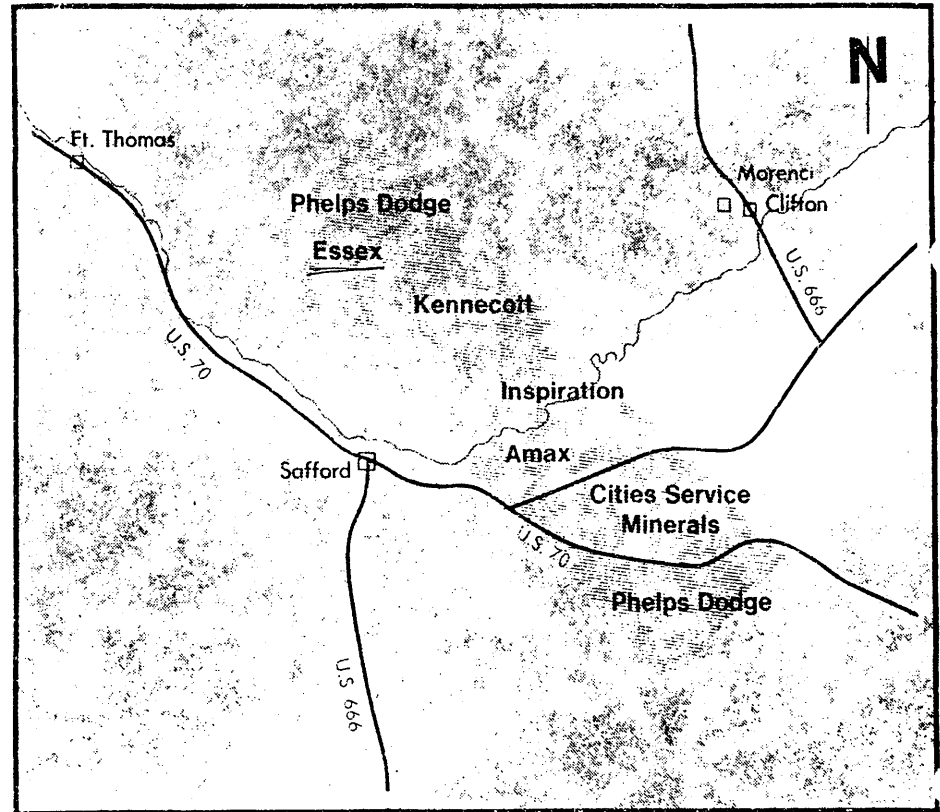 N
Ft. Thomas
Morenci
Clifton
Phelps Dodge
Essex
U.S. 666
Kennecott
U.S. 70
Inspiration
Amax
Safford
Cities Service
Minerals
U.S. 70
Phelps Dodge
U.S 666